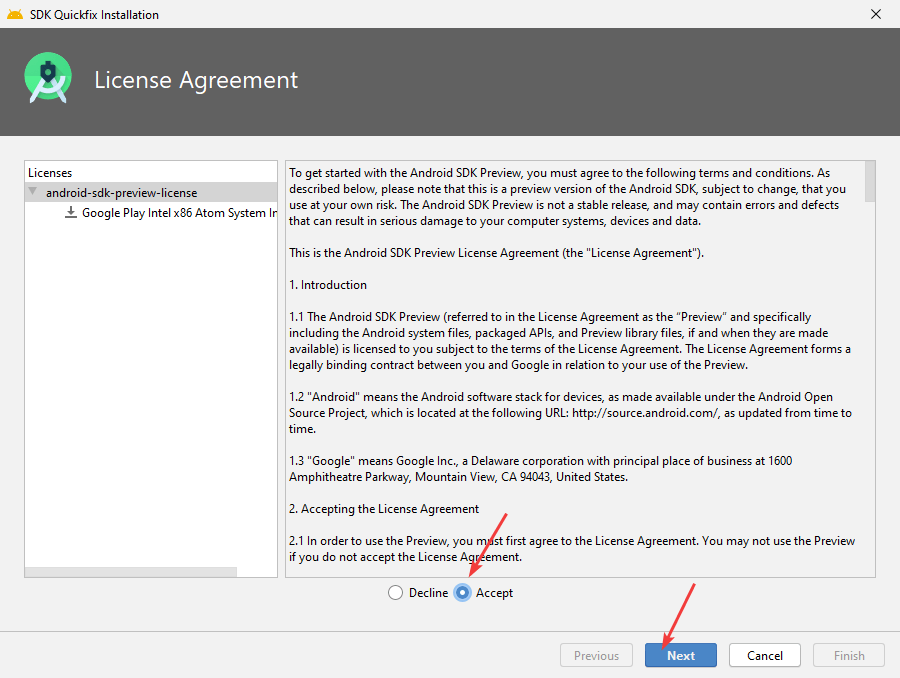 SDK Quickfix Installation
License Agreement
Licenses
android-sdk-preview-license
Google Play Intel x86 Atom System
To get started with the Android SDK Preview, you must agree to the following terms and conditions. As
described below, please note that this is a preview version of the Android SDK, subject to change, that you
use at your own risk. The Android SDK Preview is not a stable release, and may contain errors and defects
that can result in serious damage to your computer systems, devices and data.
This is the Android SDK Preview License Agreement (the "License Agreement").
1. Introduction
1.1 The Android SDK Preview (referred to in the License Agreement as the “Preview” and specifically
including the Android system files, packaged APIs, and Preview library files, if and when they are made
available) is licensed to you subject to the terms of the License Agreement. The License Agreement forms a
legally binding contract between you and Google in relation to your use of the Preview.
1.2 "Android" means the Android software stack for devices, as made available under the Android Open
Source Project, which is located at the following URL: http://source.android.com/, as updated from time to
time.
1.3 "Google" means Google Inc., a Delaware corporation with principal place of business at 1600
Amphitheatre Parkway, Mountain View, CA 94043, United States.
2. Accepting the License Agreement
2.1 In order to use the Preview, you must first agree to the License Agreement. You may not use the Preview
if you do not accept the License Agreement.
Decline Accept
Previous Next Cancel Finish